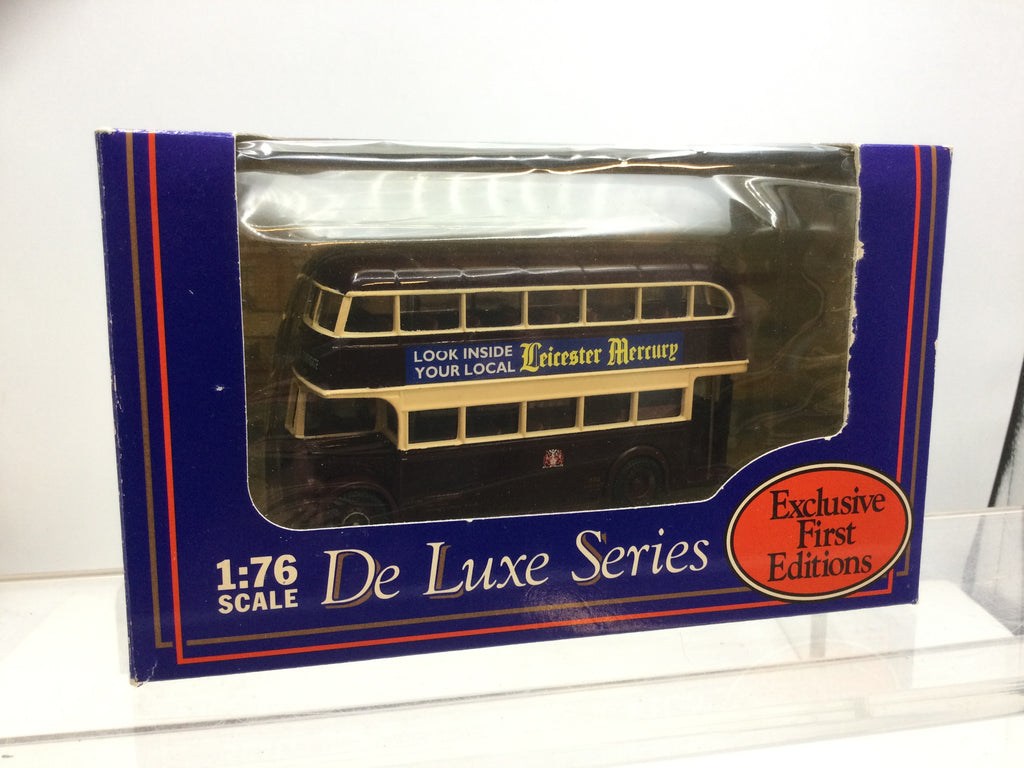 LOOK INSIDE
YOUR LOCAL
Leicester Mercury
1:76
SCALE
De Luxe Series
Exclusive
First
Editions